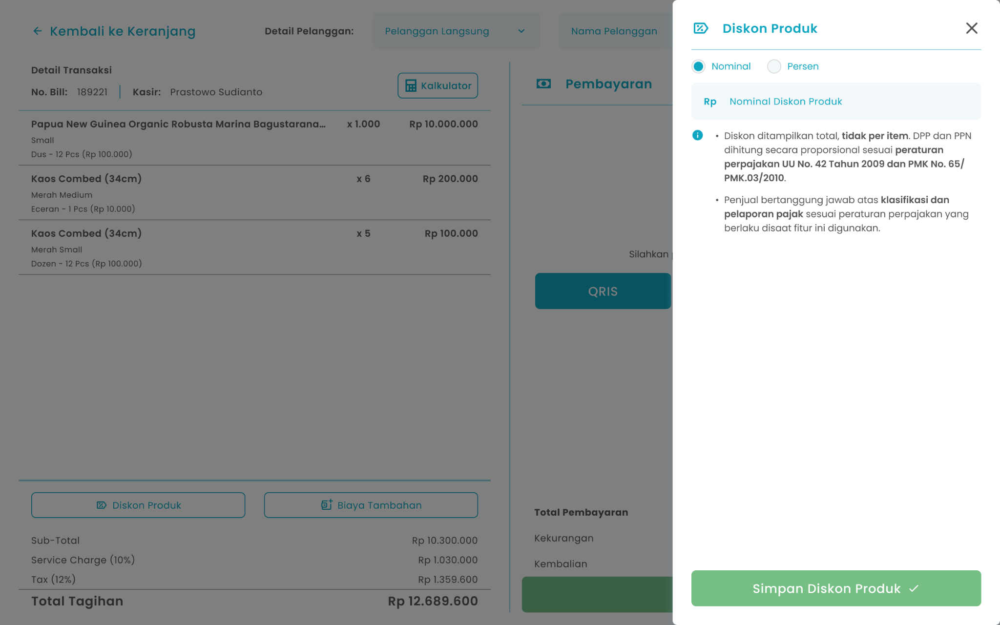 Kembali ke Keranjang
Detail Pelanggan:
Pelanggan Langsung
Nama Pelanggan
Detail Transaksi
No. Bill: 189221
Kasir: Prastowo Sudianto
Kalkulator
Papua New Guinea Organic Robusta Marina Bagustarana... x 1.000 Rp 10.000.000
Small
Dus - 12 Pcs (Rp 100.000)
Kaos Combed (34cm) x 6 Rp 200.000
Merah Medium
Eceran - 1 Pcs (Rp 10.000)
Kaos Combed (34cm) x 5 Rp 100.000
Merah Small
Dozen - 12 Pcs (Rp 100.000)
Diskon Produk
Biaya Tambahan
Sub-Total Rp 10.300.000
Service Charge (10%) Rp 1.030.000
Tax (12%) Rp 1.359.600
Total Tagihan Rp 12.689.600
Pembayaran
Silahkan
QRIS
Total Pembayaran
Kekurangan
Kembalian
Diskon Produk
Nominal
Persen
Rp Nominal Diskon Produk
• Diskon ditampilkan total, tidak per item. DPP dan PPN
dihitung secara proporsional sesuai peraturan
perpajakan UU No. 42 Tahun 2009 dan PMK No. 65/
PMK.03/2010.
• Penjual bertanggung jawab atas klasifikasi dan
pelaporan pajak sesuai peraturan perpajakan yang
berlaku disaat fitur ini digunakan.
Simpan Diskon Produk